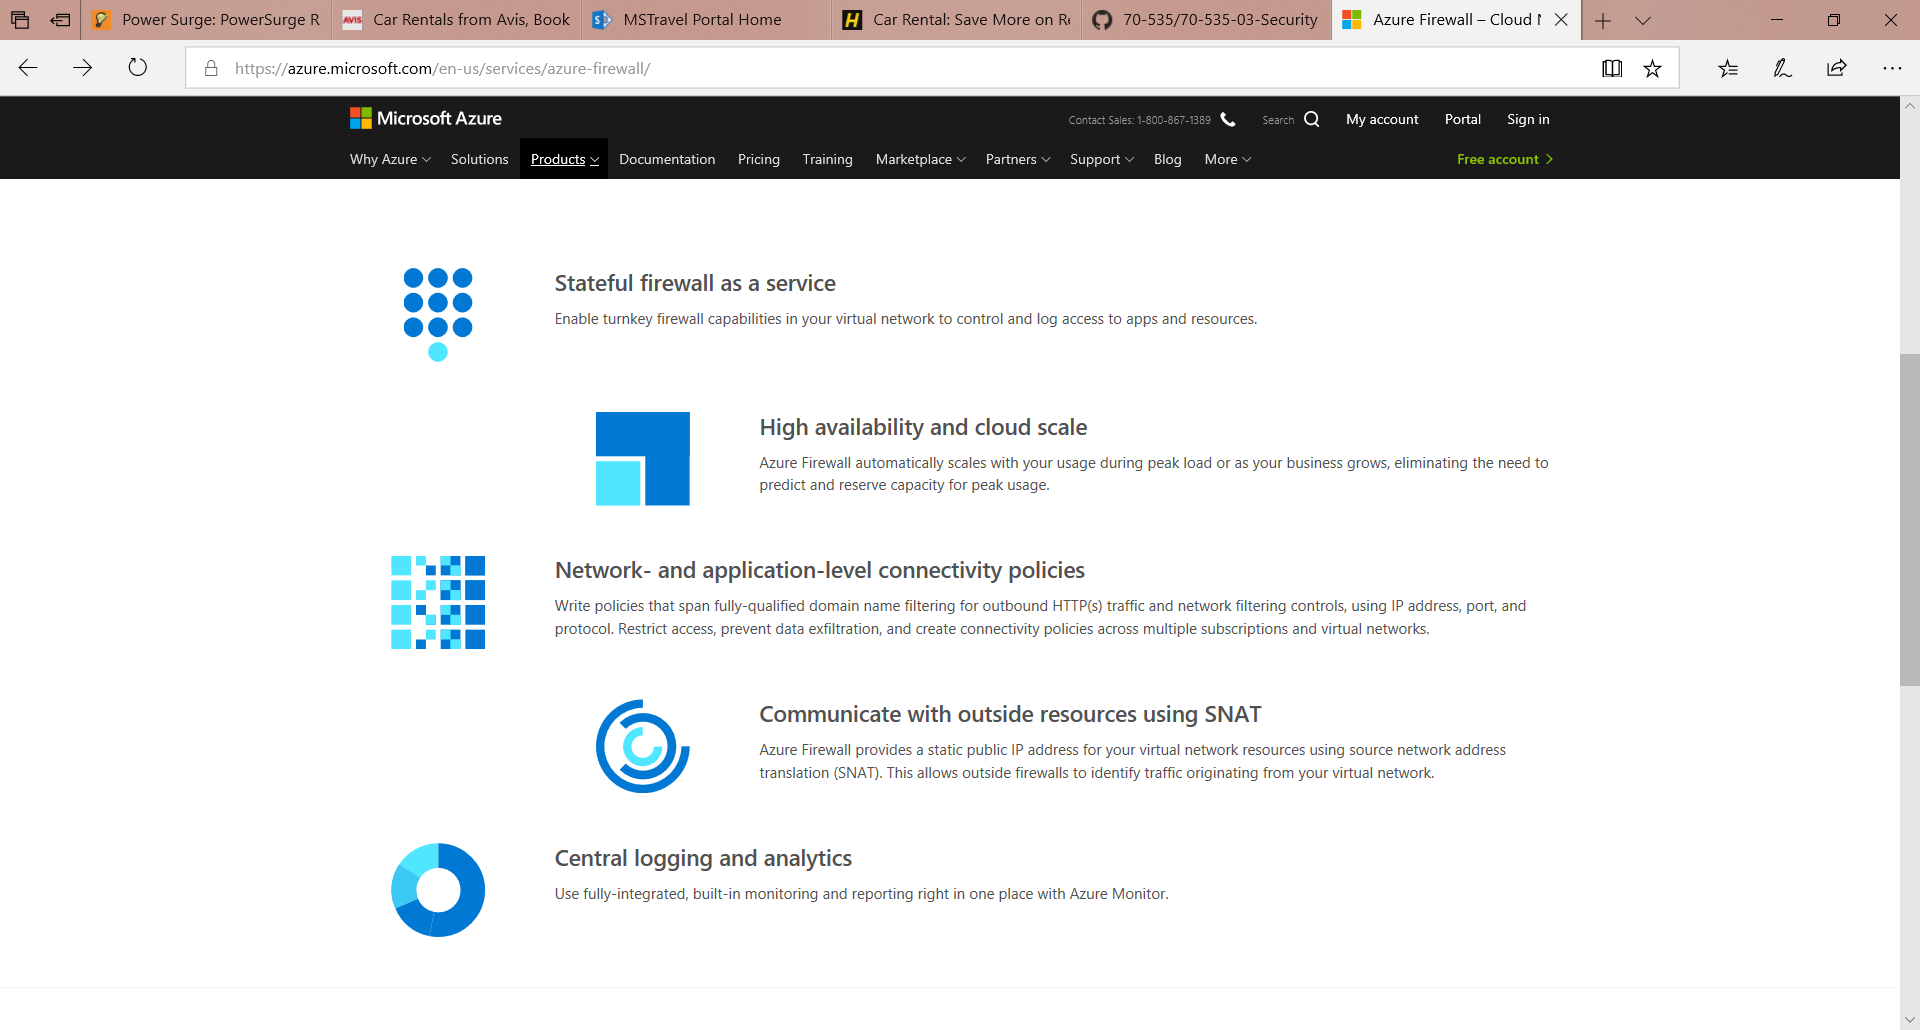 Power Surge: PowerSurge R
AVIS Car Rentals from Avis, Book
MSTravel Portal Home
H Car Rental: Save More on Re
70-535/70-535-03-Security
Azure Firewall – Cloud N
https://azure.microsoft.com/en-us/services/azure-firewall/
Microsoft Azure
Contact Sales: 1-800-867-1389
Search
My account
Portal
Sign in
Why Azure
Solutions
Products
Documentation
Pricing
Training
Marketplace
Partners
Support
Blog
More
Free account
Stateful firewall as a service
Enable turnkey firewall capabilities in your virtual network to control and log access to apps and resources.
High availability and cloud scale
Azure Firewall automatically scales with your usage during peak load or as your business grows, eliminating the need to
predict and reserve capacity for peak usage.
Network- and application-level connectivity policies
Write policies that span fully-qualified domain name filtering for outbound HTTP(s) traffic and network filtering controls, using IP address, port, and
protocol. Restrict access, prevent data exfiltration, and create connectivity policies across multiple subscriptions and virtual networks.
Communicate with outside resources using SNAT
Azure Firewall provides a static public IP address for your virtual network resources using source network address
translation (SNAT). This allows outside firewalls to identify traffic originating from your virtual network.
Central logging and analytics
Use fully-integrated, built-in monitoring and reporting right in one place with Azure Monitor.